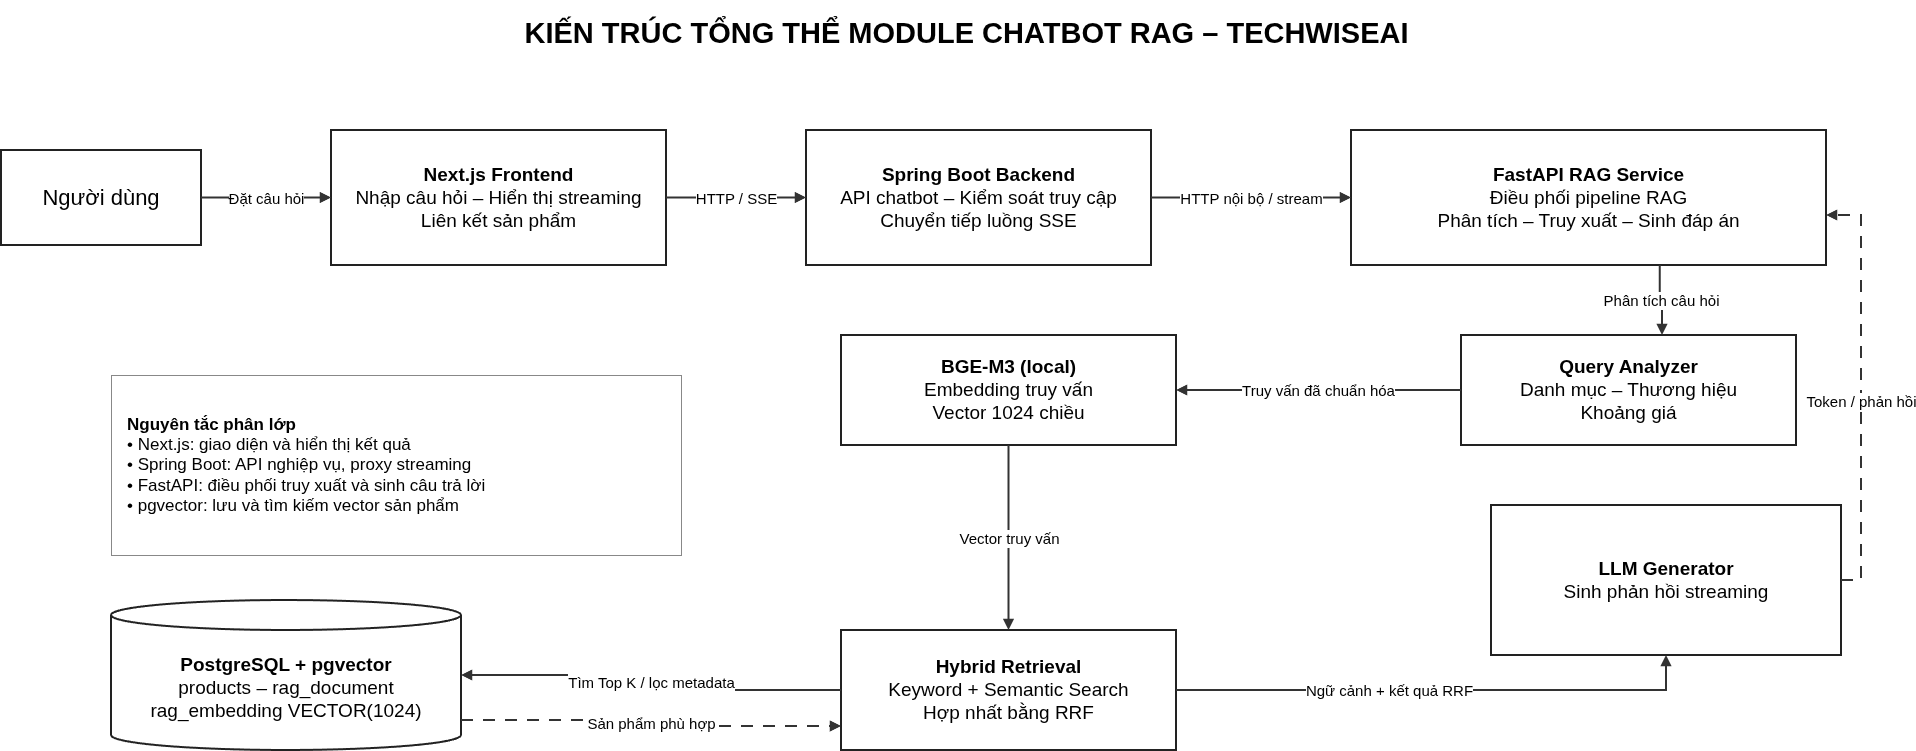 KIẾN TRÚC TỔNG THỂ MODULE CHATBOT RAG – TECHWISEAI
Người dùng
Đặt câu hỏi
Next.js Frontend
Nhập câu hỏi – Hiển thị streaming
Liên kết sản phẩm
HTTP / SSE
Spring Boot Backend
API chatbot – Kiểm soát truy cập
Chuyển tiếp luồng SSE
HTTP nội bộ / stream
FastAPI RAG Service
Điều phối pipeline RAG
Phân tích – Truy xuất – Sinh đáp án
Phân tích câu hỏi
Query Analyzer
Danh mục – Thương hiệu
Khoảng giá
Truy vấn đã chuẩn hóa
BGE-M3 (local)
Embedding truy vấn
Vector 1024 chiều
Token / phản hồi
Nguyên tắc phân lớp
• Next.js: giao diện và hiển thị kết quả
• Spring Boot: API nghiệp vụ, proxy streaming
• FastAPI: điều phối truy xuất và sinh câu trả lời
• pgvector: lưu và tìm kiếm vector sản phẩm
Vector truy vấn
LLM Generator
Sinh phản hồi streaming
PostgreSQL + pgvector
products – rag_document
rag_embedding VECTOR(1024)
Tìm Top K / lọc metadata
Sản phẩm phù hợp
Hybrid Retrieval
Keyword + Semantic Search
Hợp nhất bằng RRF
Ngữ cảnh + kết quả RRF